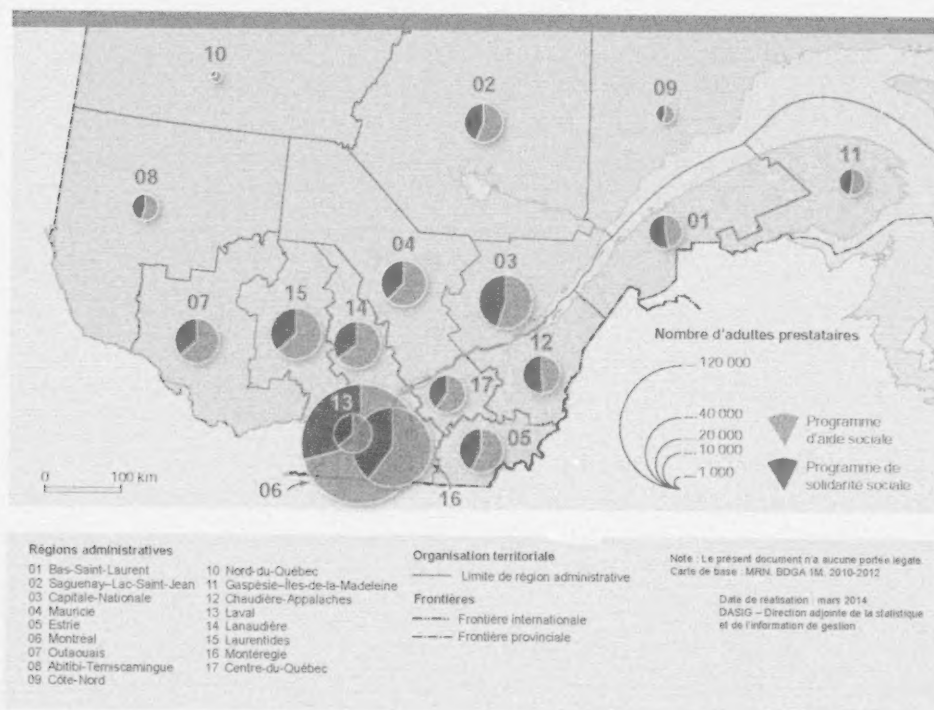 10
02
09
11
08
01
04
03
07
15
14
12
17
13
05
06
16
Nombre d'adultes prestataires
120 000
40 000
20 000
10 000
1 000
Programme
d'aide sociale
Programme de
solidarité sociale
0 100 km
Régions administratives
01 Bas-Saint-Laurent
02 Saguenay–Lac-Saint-Jean
03 Capitale-Nationale
04 Mauricie
05 Estrie
06 Montréal
07 Outaouais
08 Abitibi-Témiscamingue
09 Côte-Nord
10 Nord-du-Québec
11 Gaspésie–Îles-de-la-Madeleine
12 Chaudière-Appalaches
13 Laval
14 Lanaudière
15 Laurentides
16 Montérégie
17 Centre-du-Québec
Organisation territoriale
Limite de région administrative
Frontières
Frontière internationale
Frontière provinciale
Note : Le présent document n'a aucune portée légale.
Carte de base : MRN, BDGA 1M, 2010-2012
Date de réalisation : mars 2014
DASIG – Direction adjointe de la statistique
et de l'information de gestion